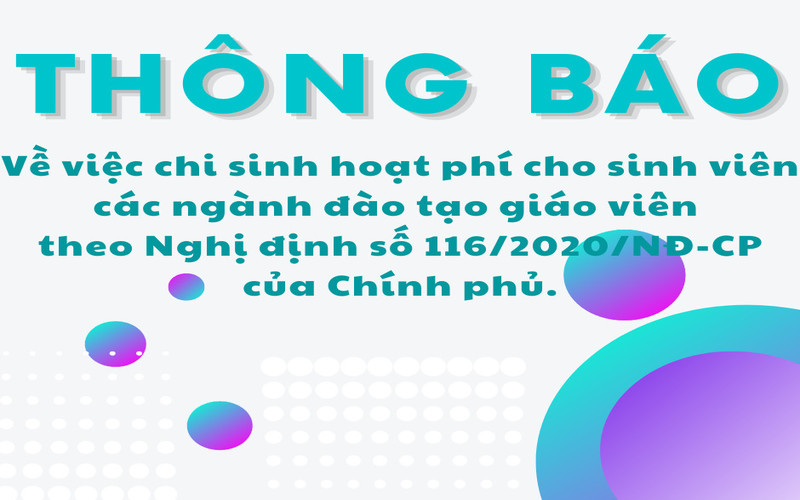 THÔNG BÁO
Về việc chi sinh hoạt phí cho sinh viên
các ngành đào tạo giáo viên
theo Nghị định số 116/2020/NĐ-CP
của Chính phủ.